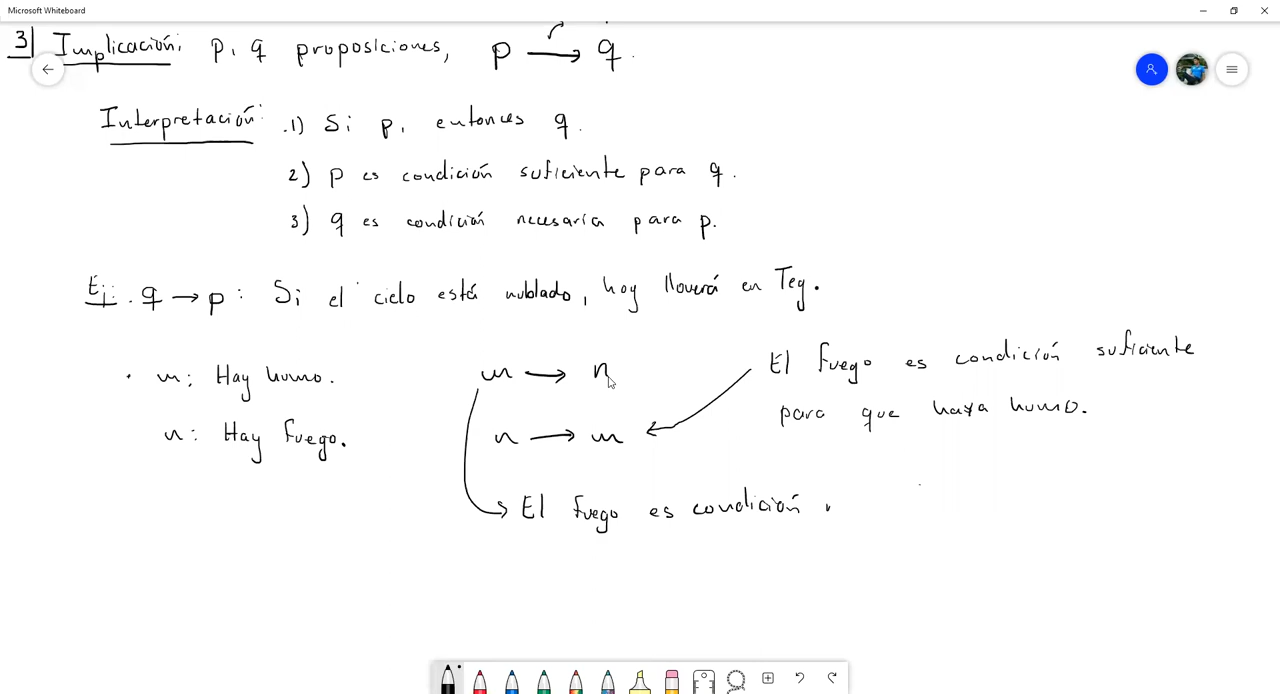 Microsoft Whiteboard
3| Implicación: p, q proposiciones, p → q.
Interpretación: .1) Si p, entonces q.
2) p es condición suficiente para q.
3) q es condición necesaria para p.
Ej: . q → p: Si el cielo está nublado, hoy lloverá en Teg.
· m: Hay humo.
m → n
El fuego es condición suficiente
para que haya humo.
n: Hay fuego.
n → m
El fuego es condición